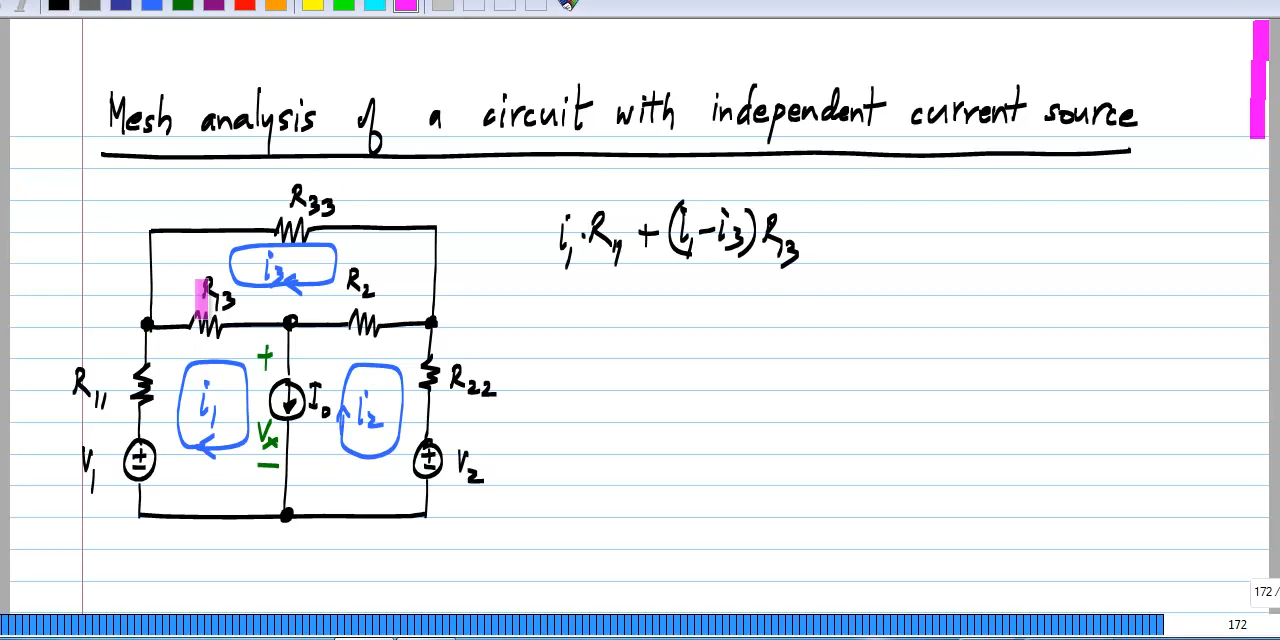 Mesh analysis of a circuit with independent current source
R33
i1·R11 + (i1-i3)R13
i3
R13
R2
+
R11
i1
I0
i2
R22
Vx
V1
±
±
V2
−
172 /
172